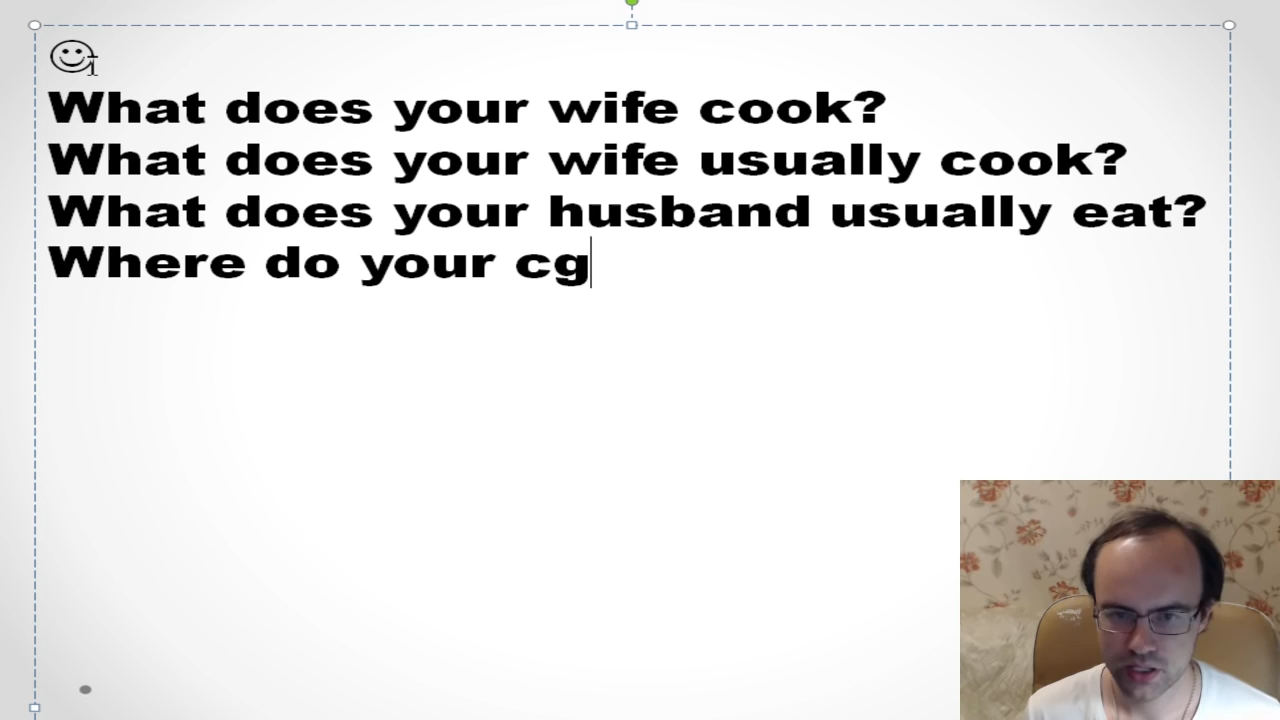 What does your wife cook?
What does your wife usually cook?
What does your husband usually eat?
Where do your cg